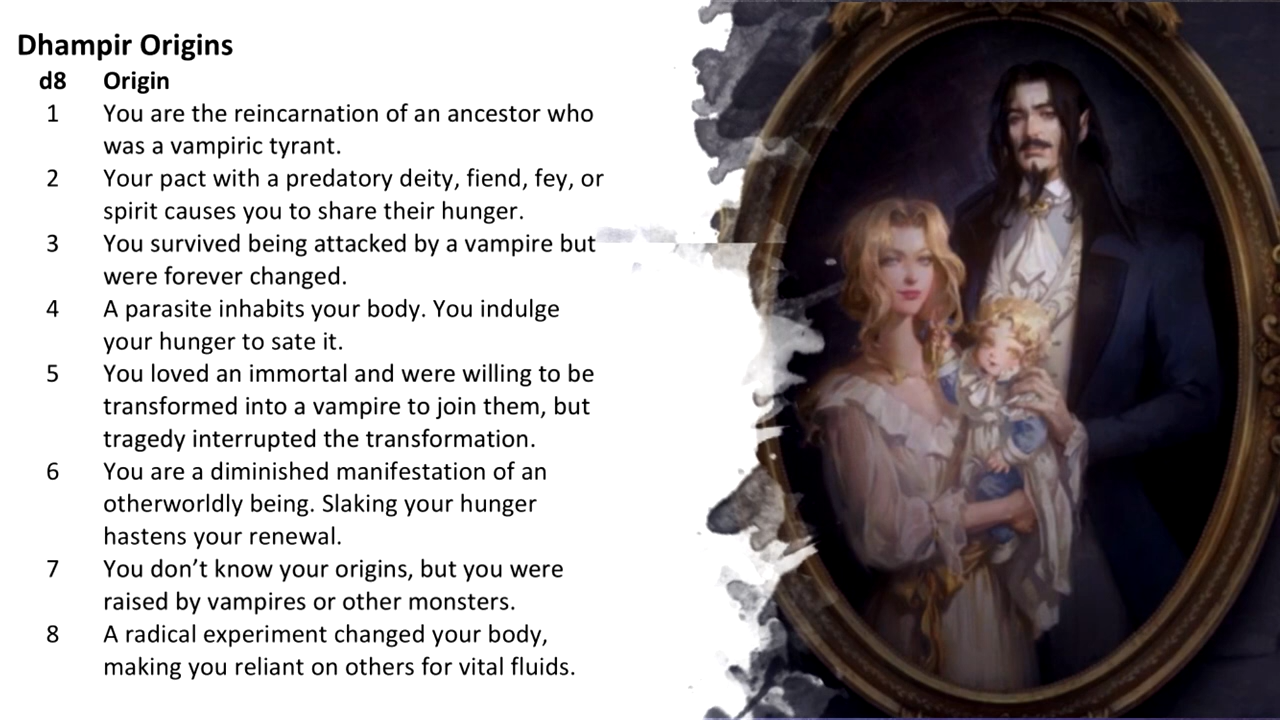 Dhampir Origins
d8 Origin
1 You are the reincarnation of an ancestor who
was a vampiric tyrant.
2 Your pact with a predatory deity, fiend, fey, or
spirit causes you to share their hunger.
3 You survived being attacked by a vampire but
were forever changed.
4 A parasite inhabits your body. You indulge
your hunger to sate it.
5 You loved an immortal and were willing to be
transformed into a vampire to join them, but
tragedy interrupted the transformation.
6 You are a diminished manifestation of an
otherworldly being. Slaking your hunger
hastens your renewal.
7 You don’t know your origins, but you were
raised by vampires or other monsters.
8 A radical experiment changed your body,
making you reliant on others for vital fluids.